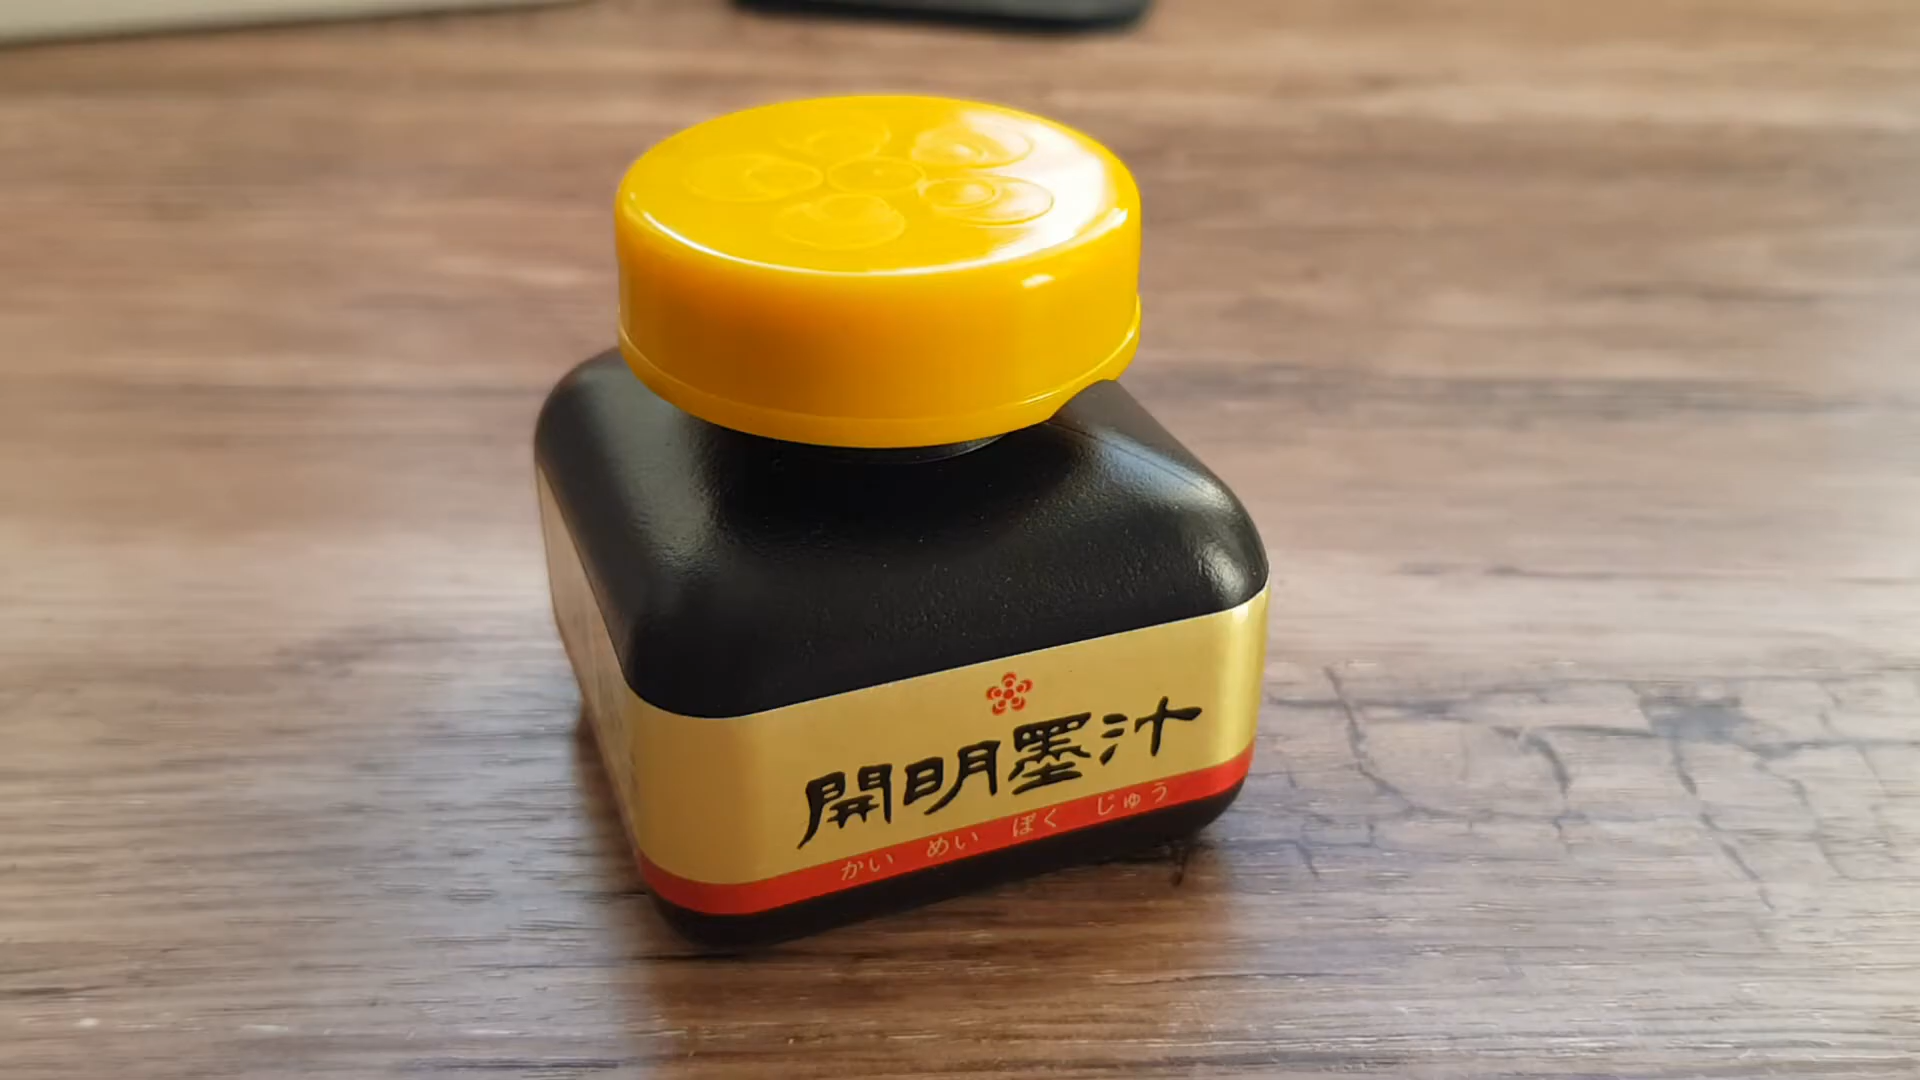 開明墨汁
かい めい ぼく じゅう